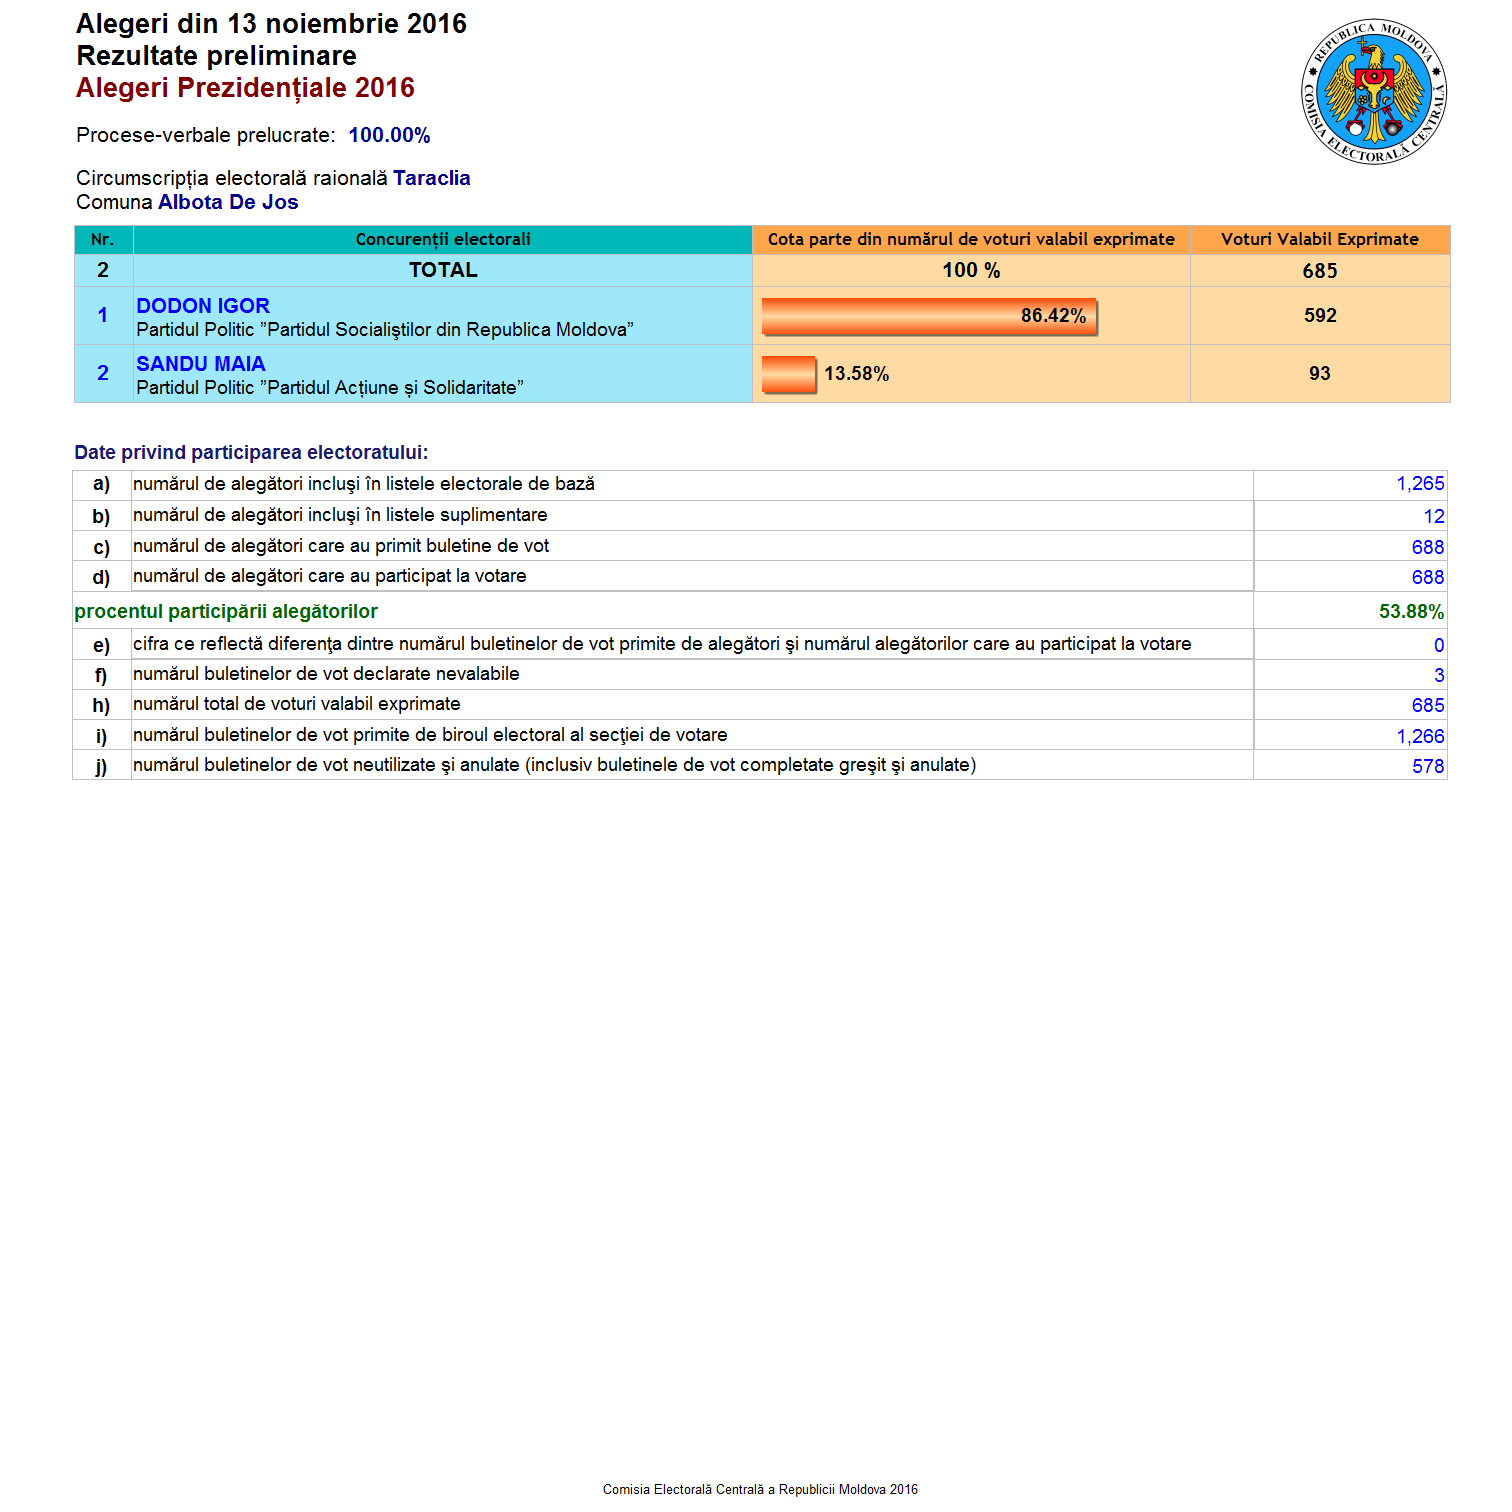 Alegeri din 13 noiembrie 2016
Rezultate preliminare
Alegeri Prezidențiale 2016
REPUBLICA MOLDOVA
COMISIA ELECTORALĂ CENTRALĂ
Procese-verbale prelucrate: 100.00%
Circumscripția electorală raională Taraclia
Comuna Albota De Jos
Nr. Concurenții electorali Cota parte din numărul de voturi valabil exprimate Voturi Valabil Exprimate
2 TOTAL 100 % 685
1 DODON IGOR 86.42% 592
Partidul Politic ”Partidul Socialiştilor din Republica Moldova”
2 SANDU MAIA 13.58% 93
Partidul Politic ”Partidul Acțiune și Solidaritate”
Date privind participarea electoratului:
a) numărul de alegători incluşi în listele electorale de bază 1,265
b) numărul de alegători incluşi în listele suplimentare 12
c) numărul de alegători care au primit buletine de vot 688
d) numărul de alegători care au participat la votare 688
procentul participării alegătorilor 53.88%
e) cifra ce reflectă diferenţa dintre numărul buletinelor de vot primite de alegători şi numărul alegătorilor care au participat la votare 0
f) numărul buletinelor de vot declarate nevalabile 3
h) numărul total de voturi valabil exprimate 685
i) numărul buletinelor de vot primite de biroul electoral al secţiei de votare 1,266
j) numărul buletinelor de vot neutilizate şi anulate (inclusiv buletinele de vot completate greşit şi anulate) 578
Comisia Electorală Centrală a Republicii Moldova 2016